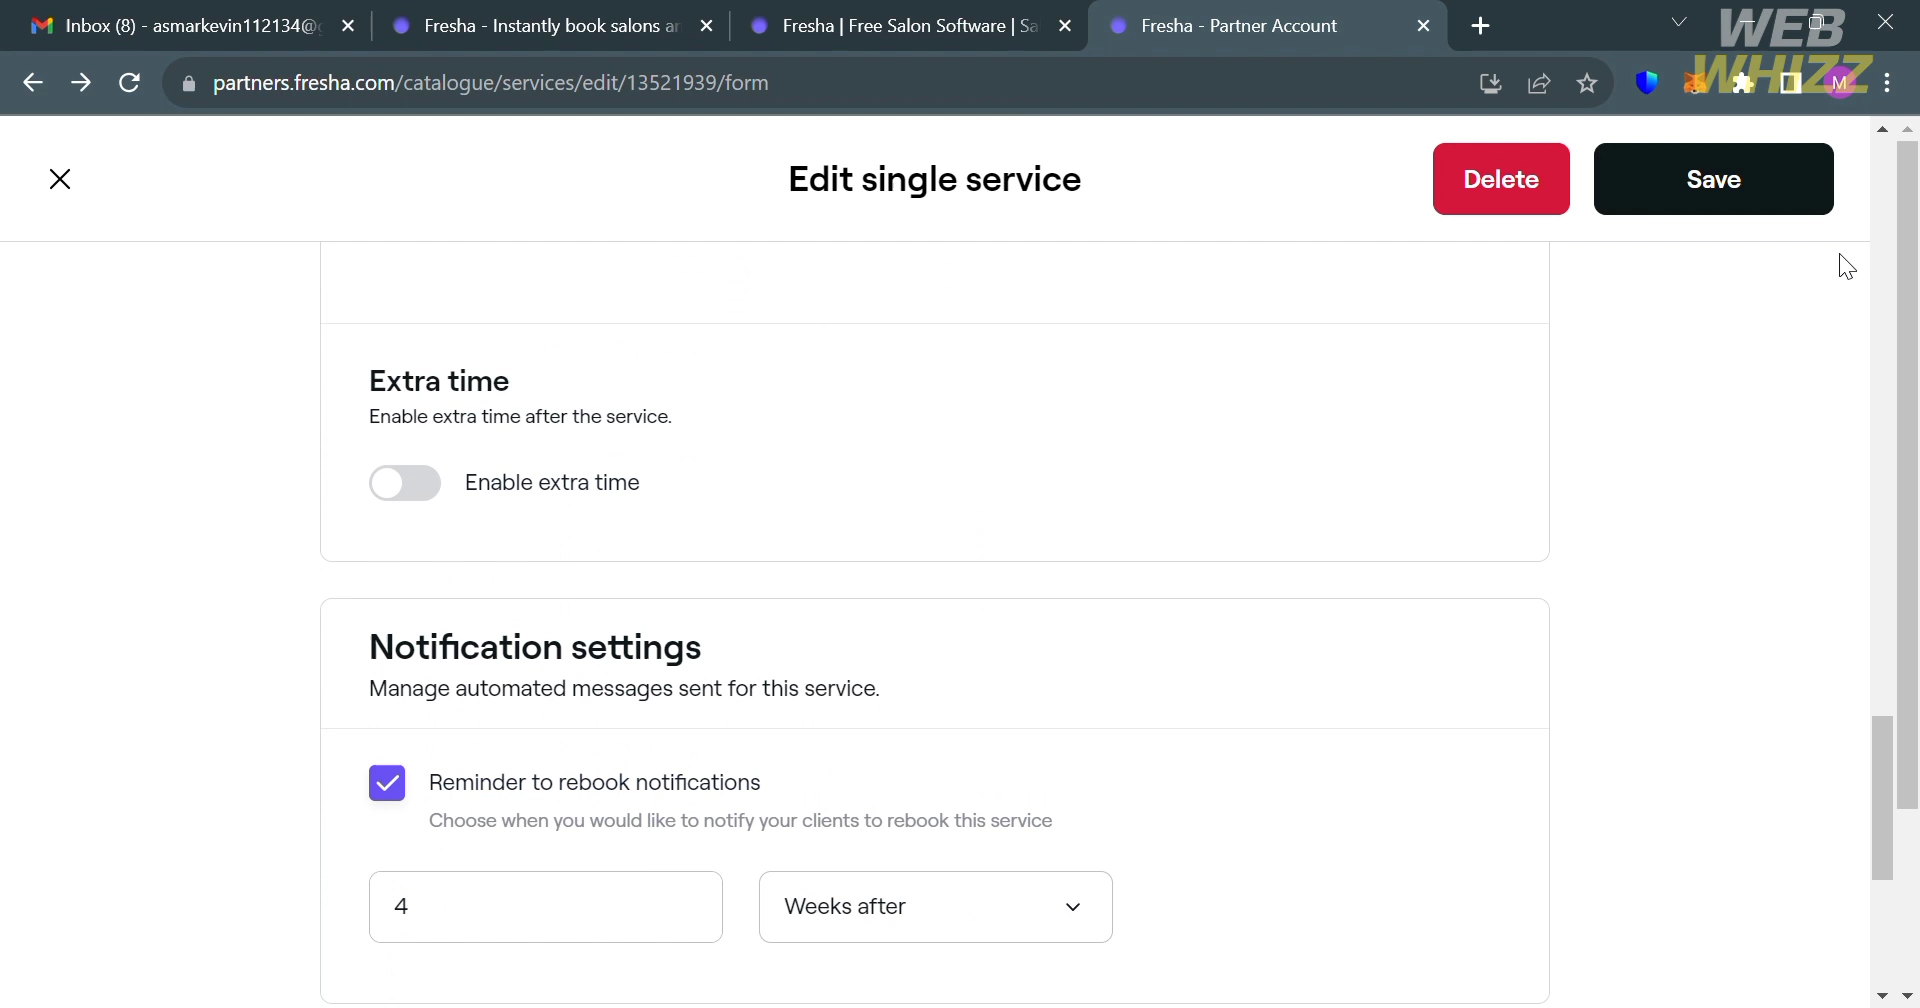 Inbox (8) - asmarkevin112134@g
Fresha - Instantly book salons an
Fresha | Free Salon Software | Sa
Fresha - Partner Account
WEB
WHIZZ
partners.fresha.com/catalogue/services/edit/13521939/form
M
Edit single service
Delete
Save
Extra time
Enable extra time after the service.
Enable extra time
Notification settings
Manage automated messages sent for this service.
Reminder to rebook notifications
Choose when you would like to notify your clients to rebook this service
4
Weeks after